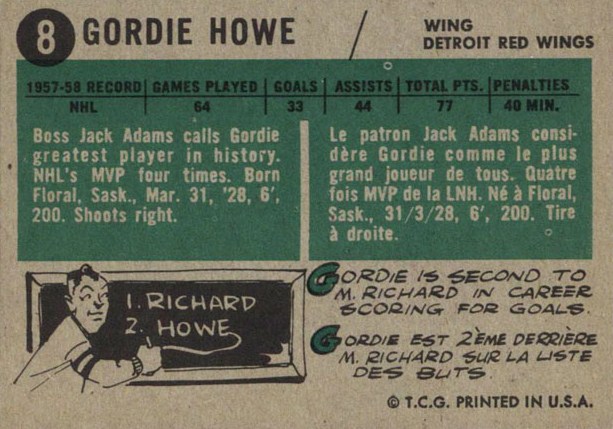 8 GORDIE HOWE / WING
DETROIT RED WINGS
1957-58 RECORD GAMES PLAYED GOALS ASSISTS TOTAL PTS. PENALTIES
NHL 64 33 44 77 40 MIN.
Boss Jack Adams calls Gordie
greatest player in history.
NHL's MVP four times. Born
Floral, Sask., Mar. 31, '28, 6',
200. Shoots right.
Le patron Jack Adams consi-
dère Gordie comme le plus
grand joueur de tous. Quatre
fois MVP de la LNH. Né à Floral,
Sask., 31/3/28, 6', 200. Tire
à droite.
1. RICHARD
2. HOWE
GORDIE IS SECOND TO
M. RICHARD IN CAREER
SCORING FOR GOALS.
GORDIE EST 2ÈME DERRIÈRE
M. RICHARD SUR LA LISTE
DES BUTS.
© T.C.G. PRINTED IN U.S.A.